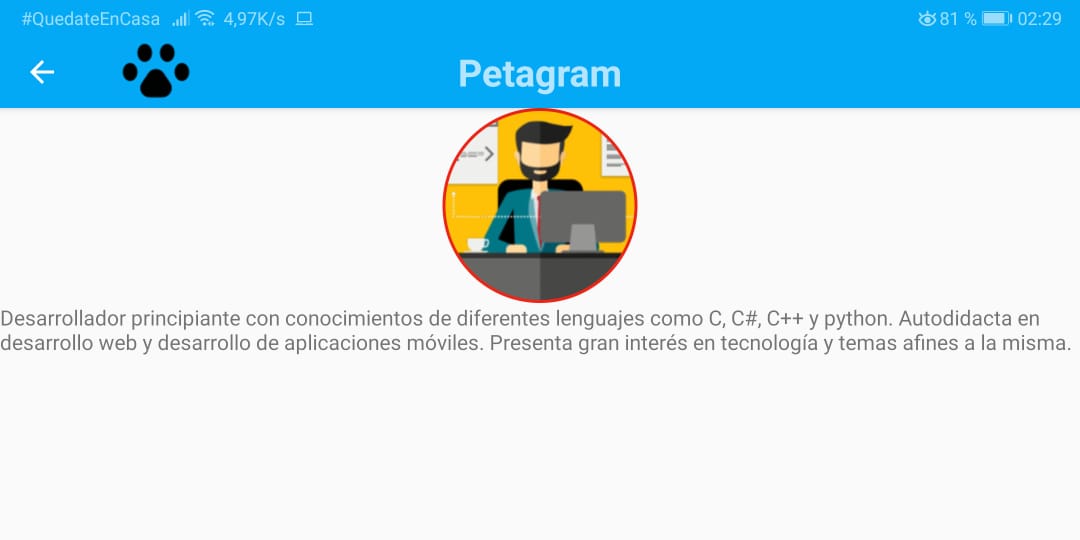 #QuedateEnCasa 4,97K/s 81 % 02:29
Petagram
Desarrollador principiante con conocimientos de diferentes lenguajes como C, C#, C++ y python. Autodidacta en
desarrollo web y desarrollo de aplicaciones móviles. Presenta gran interés en tecnología y temas afines a la misma.